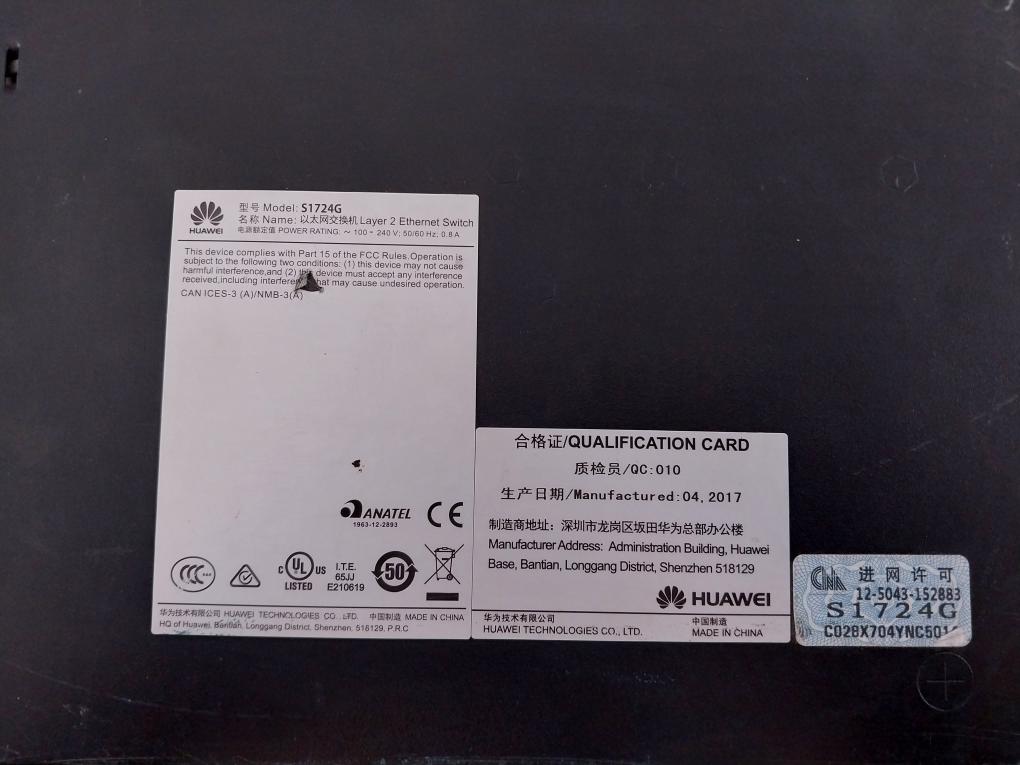 HUAWEI
型号 Model: S1724G
名称 Name: 以太网交换机 Layer 2 Ethernet Switch
电源额定值 POWER RATING: ~ 100 - 240 V; 50/60 Hz; 0.8 A
This device complies with Part 15 of the FCC Rules.Operation is
subject to the following two conditions: (1) this device may not cause
harmful interference,and (2) this device must accept any interference
received,including that may cause undesired operation.
CAN ICES-3 (A)/NMB-3(A)
ANATEL
1963-12-2893
CE
CCC
C UL US
LISTED
I.T.E.
65JJ
E210619
50
华为技术有限公司 HUAWEI TECHNOLOGIES CO., LTD. 中国制造 MADE IN CHINA
HQ of Huawei, Bantian, Longgang District, Shenzhen, 518129, P.R.C
合格证/QUALIFICATION CARD
质检员/QC:010
生产日期/Manufactured:04,2017
制造商地址: 深圳市龙岗区坂田华为总部办公楼
Manufacturer Address: Administration Building, Huawei
Base, Bantian, Longgang District, Shenzhen 518129
HUAWEI
华为技术有限公司
HUAWEI TECHNOLOGIES CO., LTD.
中国制造
MADE IN CHINA
进网许可
12-5043-152883
S1724G